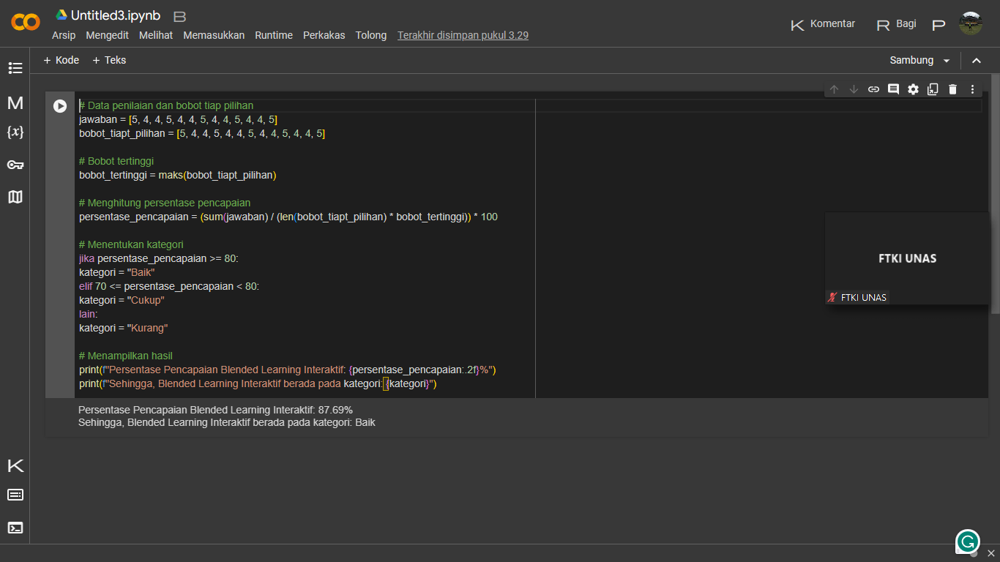 Untitled3.ipynb B
Arsip Mengedit Melihat Memasukkan Runtime Perkakas Tolong Terakhir disimpan pukul 3.29
K Komentar R Bagi P
+ Kode + Teks
Sambung
M
{x}
# Data penilaian dan bobot tiap pilihan
jawaban = [5, 4, 4, 5, 4, 4, 5, 4, 4, 5, 4, 4, 5]
bobot_tiapt_pilihan = [5, 4, 4, 5, 4, 4, 5, 4, 4, 5, 4, 4, 5]
# Bobot tertinggi
bobot_tertinggi = maks(bobot_tiapt_pilihan)
# Menghitung persentase pencapaian
persentase_pencapaian = (sum(jawaban) / (len(bobot_tiapt_pilihan) * bobot_tertinggi)) * 100
# Menentukan kategori
jika persentase_pencapaian >= 80:
kategori = "Baik"
elif 70 <= persentase_pencapaian < 80:
kategori = "Cukup"
lain:
kategori = "Kurang"
# Menampilkan hasil
print(f"Persentase Pencapaian Blended Learning Interaktif: {persentase_pencapaian:.2f}%")
print(f"Sehingga, Blended Learning Interaktif berada pada kategori: {kategori}")
Persentase Pencapaian Blended Learning Interaktif: 87.69%
Sehingga, Blended Learning Interaktif berada pada kategori: Baik
FTKI UNAS
FTKI UNAS
K